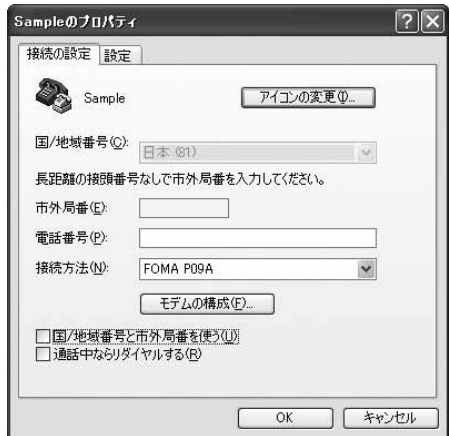 Sampleのプロパティ
接続の設定 設定
Sample
アイコンの変更(I)...
国/地域番号(C):
日本 (81)
長距離の接頭番号なしで市外局番を入力してください。
市外局番(E):
電話番号(P):
接続方法(N):
FOMA P09A
モデムの構成(F)...
国/地域番号と市外局番を使う(U)
通話中ならリダイヤルする(R)
OK キャンセル